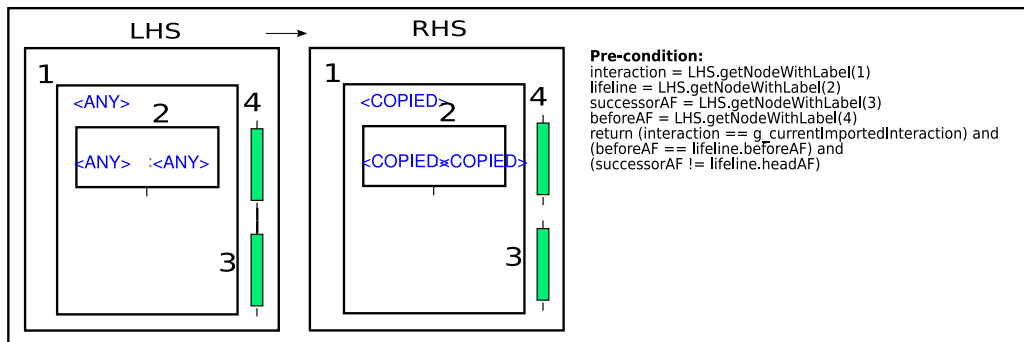 LHS
RHS
1
<ANY>
2
4
<ANY> :<ANY>
3
1
<COPIED>
2
4
<COPIED>:<COPIED>
3
Pre-condition:
interaction = LHS.getNodeWithLabel(1)
lifeline = LHS.getNodeWithLabel(2)
successorAF = LHS.getNodeWithLabel(3)
beforeAF = LHS.getNodeWithLabel(4)
return (interaction == g_currentImportedInteraction) and
(beforeAF == lifeline.beforeAF) and
(successorAF != lifeline.headAF)